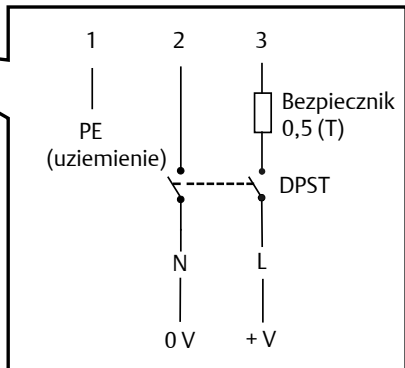 1 2 3
Bezpiecznik
0,5 (T)
PE
(uziemienie)
DPST
N L
0 V + V